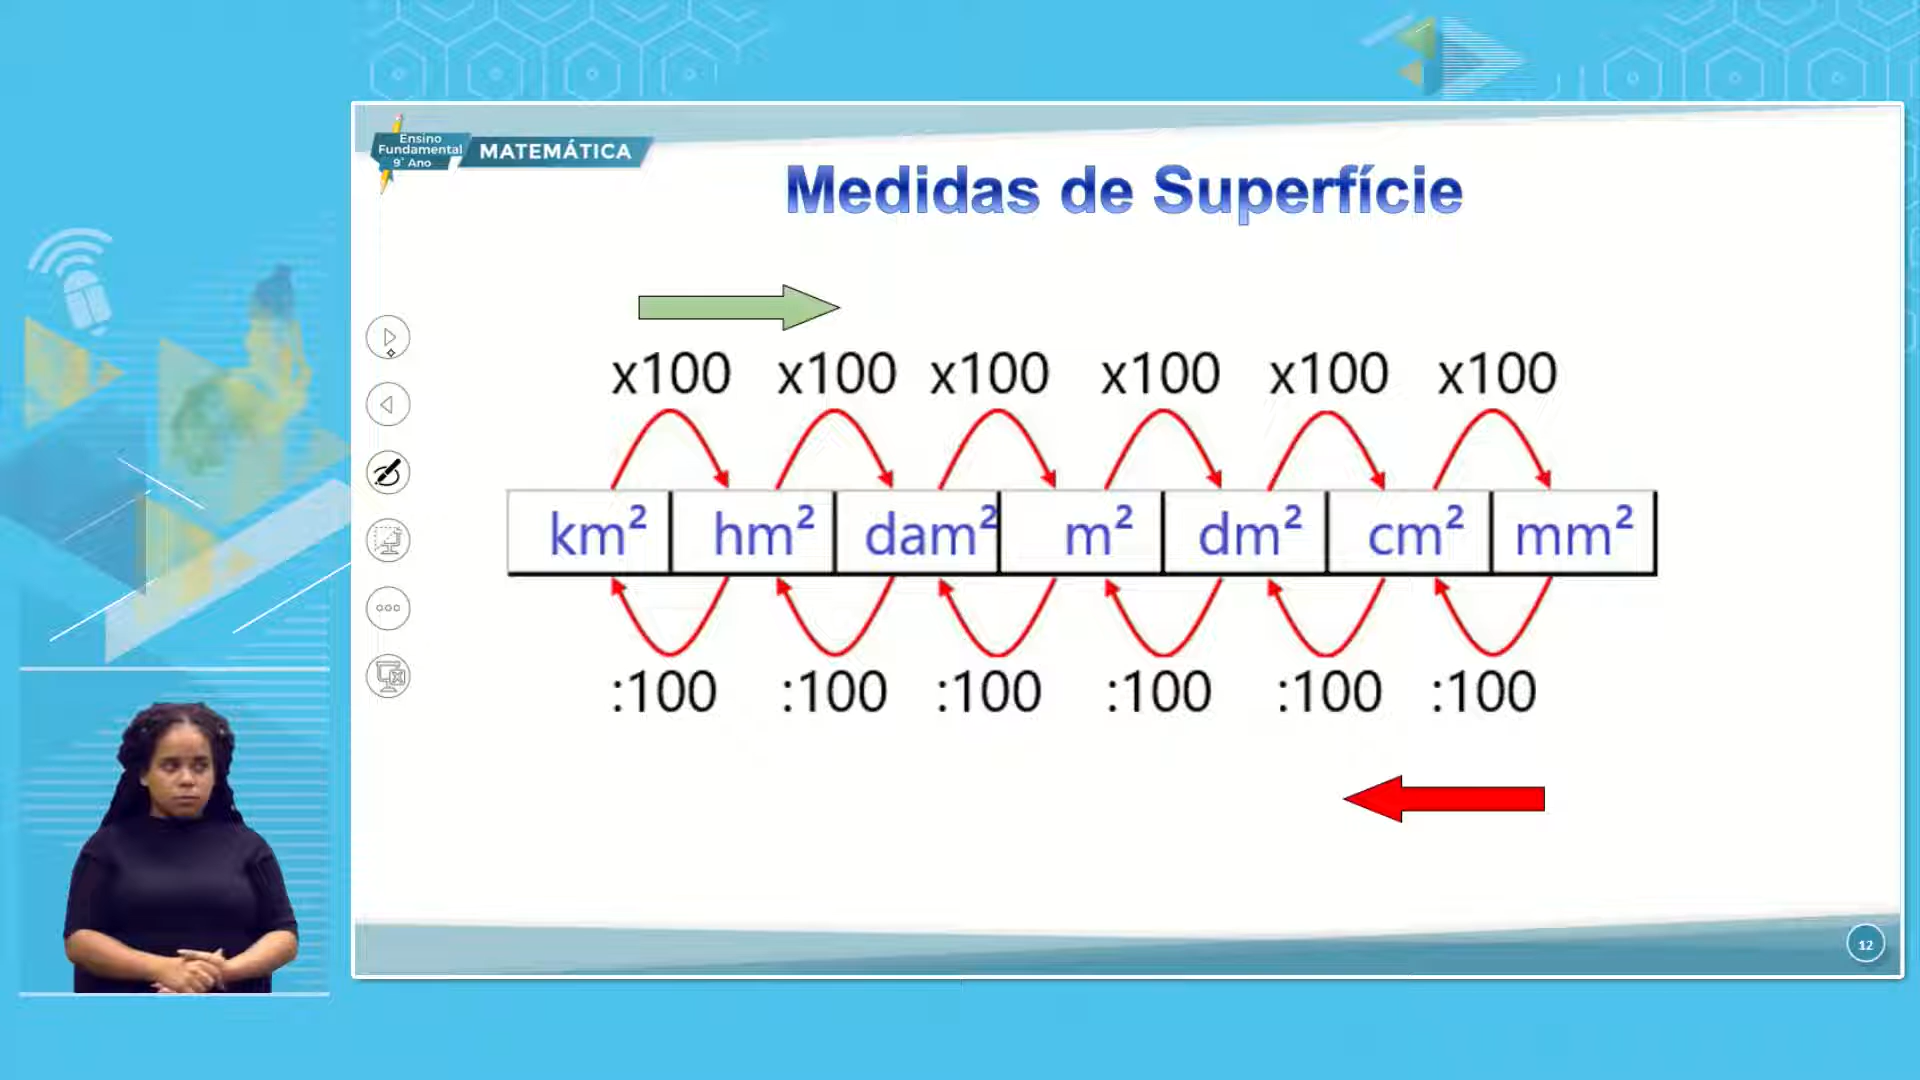 Ensino
Fundamental
9° Ano
MATEMÁTICA
Medidas de Superfície
x100 x100 x100 x100 x100 x100
km² hm² dam² m² dm² cm² mm²
:100 :100 :100 :100 :100 :100
12